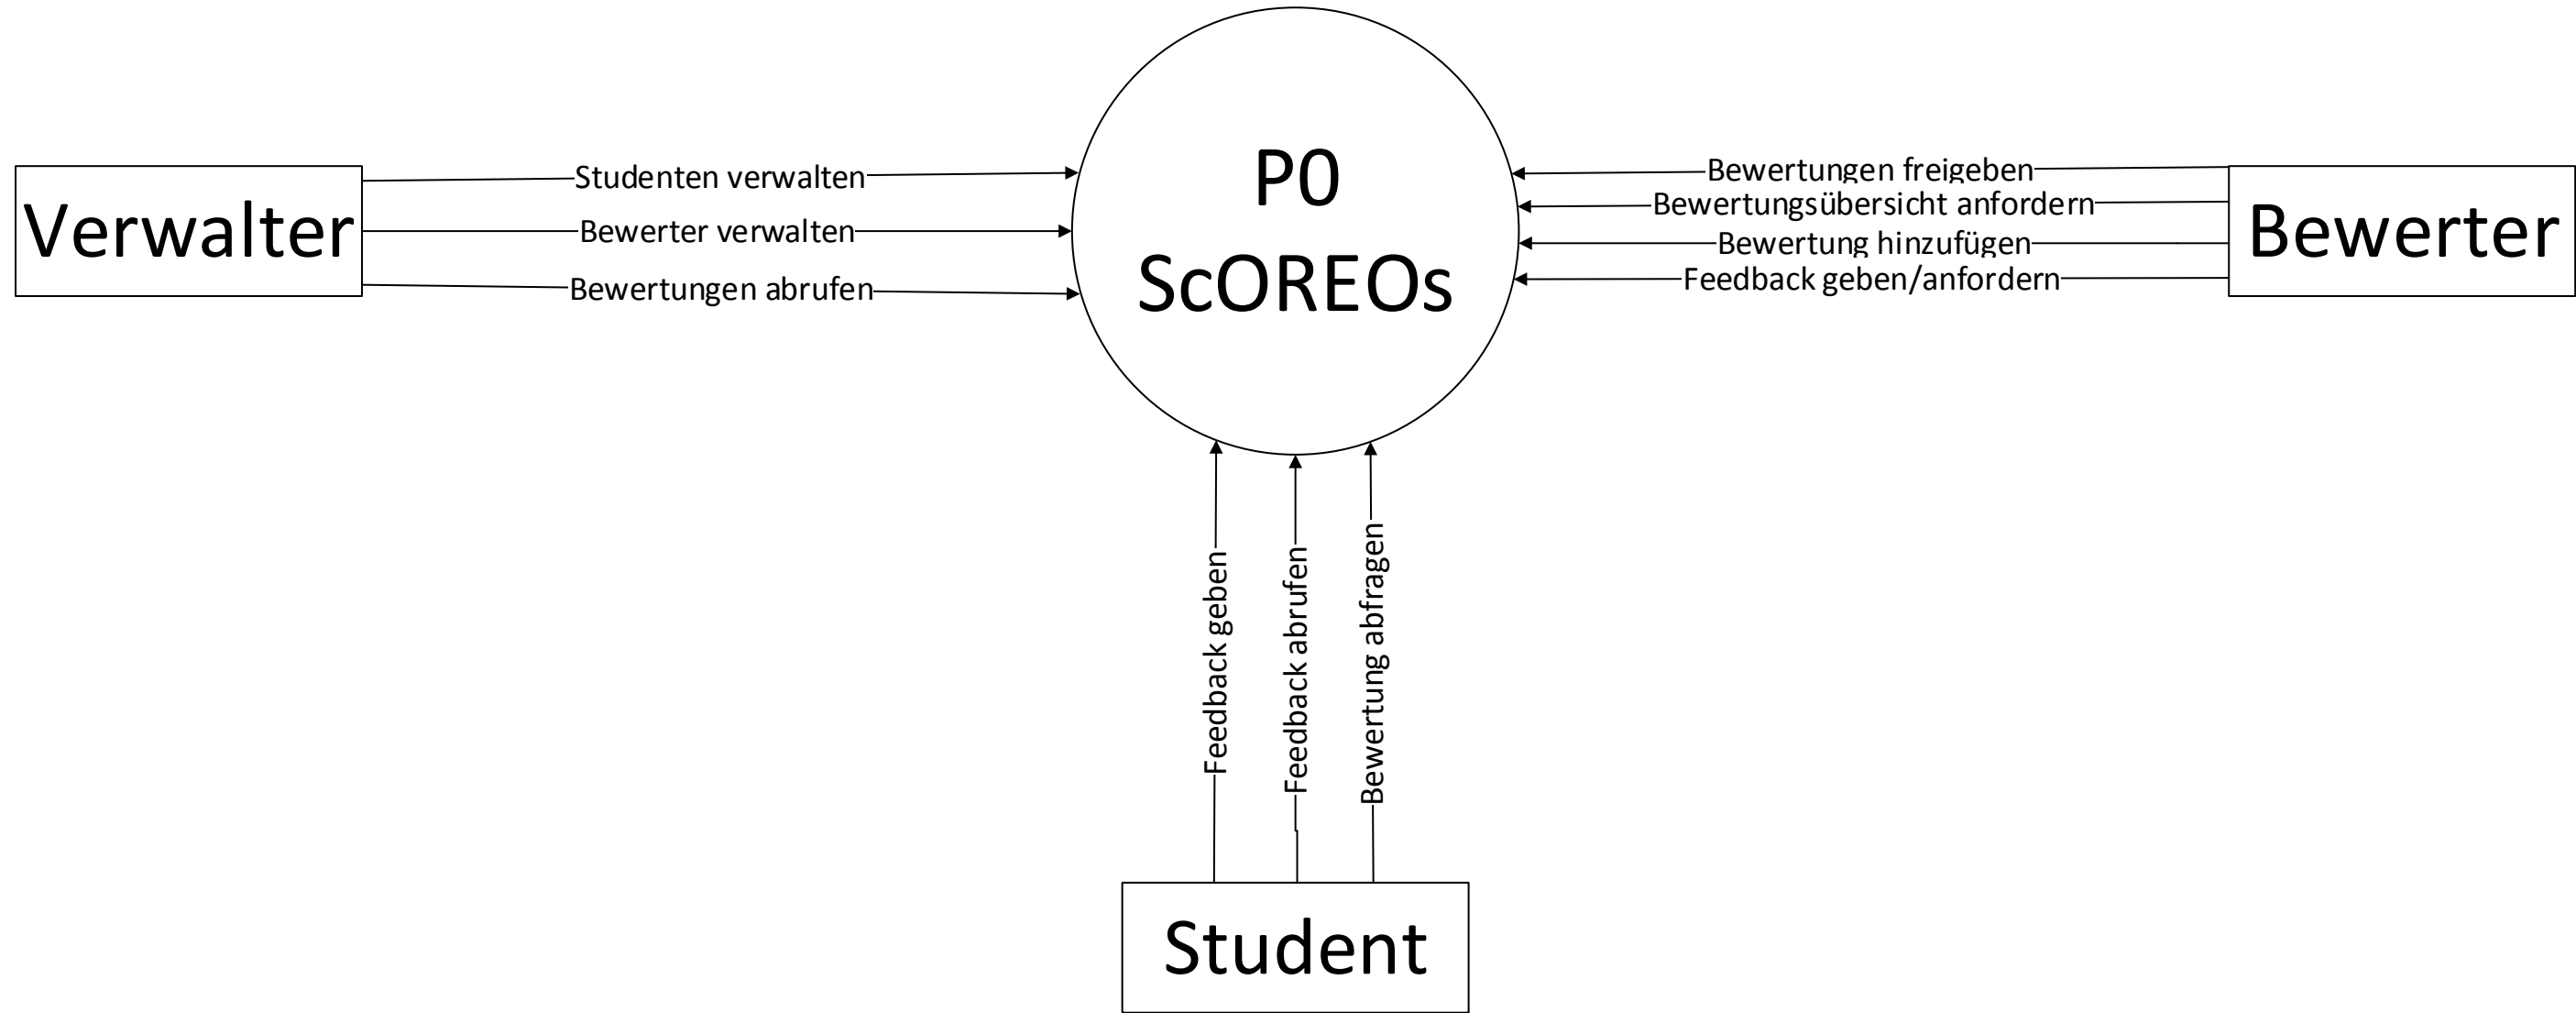 P0
ScOREOs
Verwalter
Studenten verwalten
Bewerter verwalten
Bewertungen abrufen
Bewertungen freigeben
Bewertungsübersicht anfordern
Bewertung hinzufügen
Feedback geben/anfordern
Bewerter
Feedback geben
Feedback abrufen
Bewertung abfragen
Student